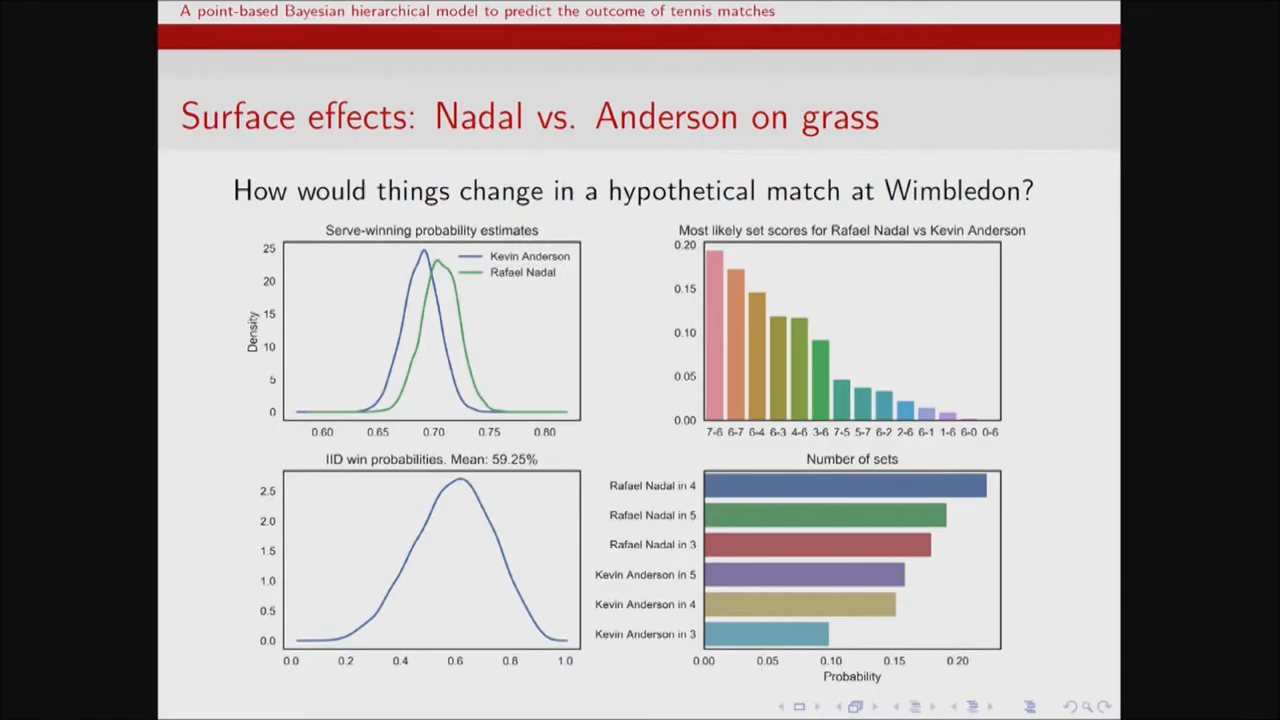 A point-based Bayesian hierarchical model to predict the outcome of tennis matches
Surface effects: Nadal vs. Anderson on grass
How would things change in a hypothetical match at Wimbledon?
Serve-winning probability estimates
25
20
15
10
5
0
Density
Kevin Anderson
Rafael Nadal
0.60 0.65 0.70 0.75 0.80
Most likely set scores for Rafael Nadal vs Kevin Anderson
0.20
0.15
0.10
0.05
0.00
7-6 6-7 6-4 6-3 4-6 3-6 7-5 5-7 6-2 2-6 6-1 1-6 6-0 0-6
IID win probabilities. Mean: 59.25%
2.5
2.0
1.5
1.0
0.5
0.0
0.0 0.2 0.4 0.6 0.8 1.0
Number of sets
Rafael Nadal in 4
Rafael Nadal in 5
Rafael Nadal in 3
Kevin Anderson in 5
Kevin Anderson in 4
Kevin Anderson in 3
0.00 0.05 0.10 0.15 0.20
Probability